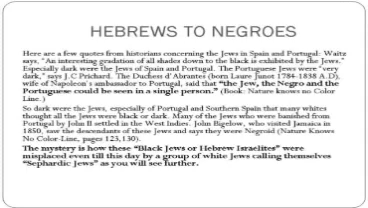 HEBREWS TO NEGROES
Here are a few quotes from historians concerning the Jews in Spain and Portugal: Waitz
says, "An interesting gradation of all shades down to the black is exhibited by the Jews."
Especially dark were the Jews of Spain and Portugal. The Portuguese Jews were "very
dark," says J.C Prichard. The Duchess d'Abrantes (born Laure Junot 1784-1838 A.D),
wife of Napoleon's ambassador to Portugal, said that "the Jew, the Negro and the
Portuguese could be seen in a single person." (Book: Nature knows no Color
Line.)
So dark were the Jews, especially of Portugal and Southern Spain that many whites
thought all the Jews were black or dark. Many of the Jews who were banished from
Portugal by John II settled in the West Indies. John Bigelow, who visited Jamaica in
1850, saw the descendants of these Jews and says they were Negroid (Nature Knows
No Color-Line, pages 123,130).
The mystery is how these "Black Jews or Hebrew Israelites" were
misplaced even till this day by a group of white Jews calling themselves
"Sephardic Jews" as you will see further.